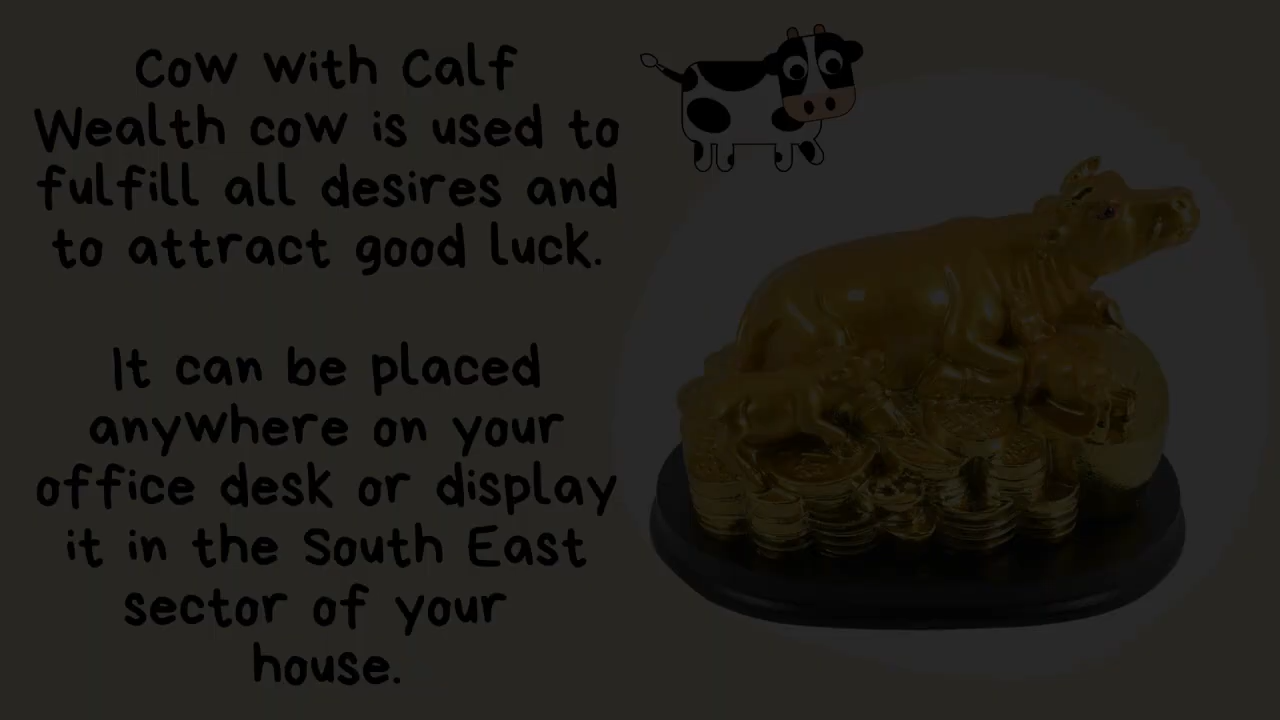 Cow with Calf
Wealth cow is used to
fulfill all desires and
to attract good luck.
It can be placed
anywhere on your
office desk or display
it in the South East
sector of your
house.